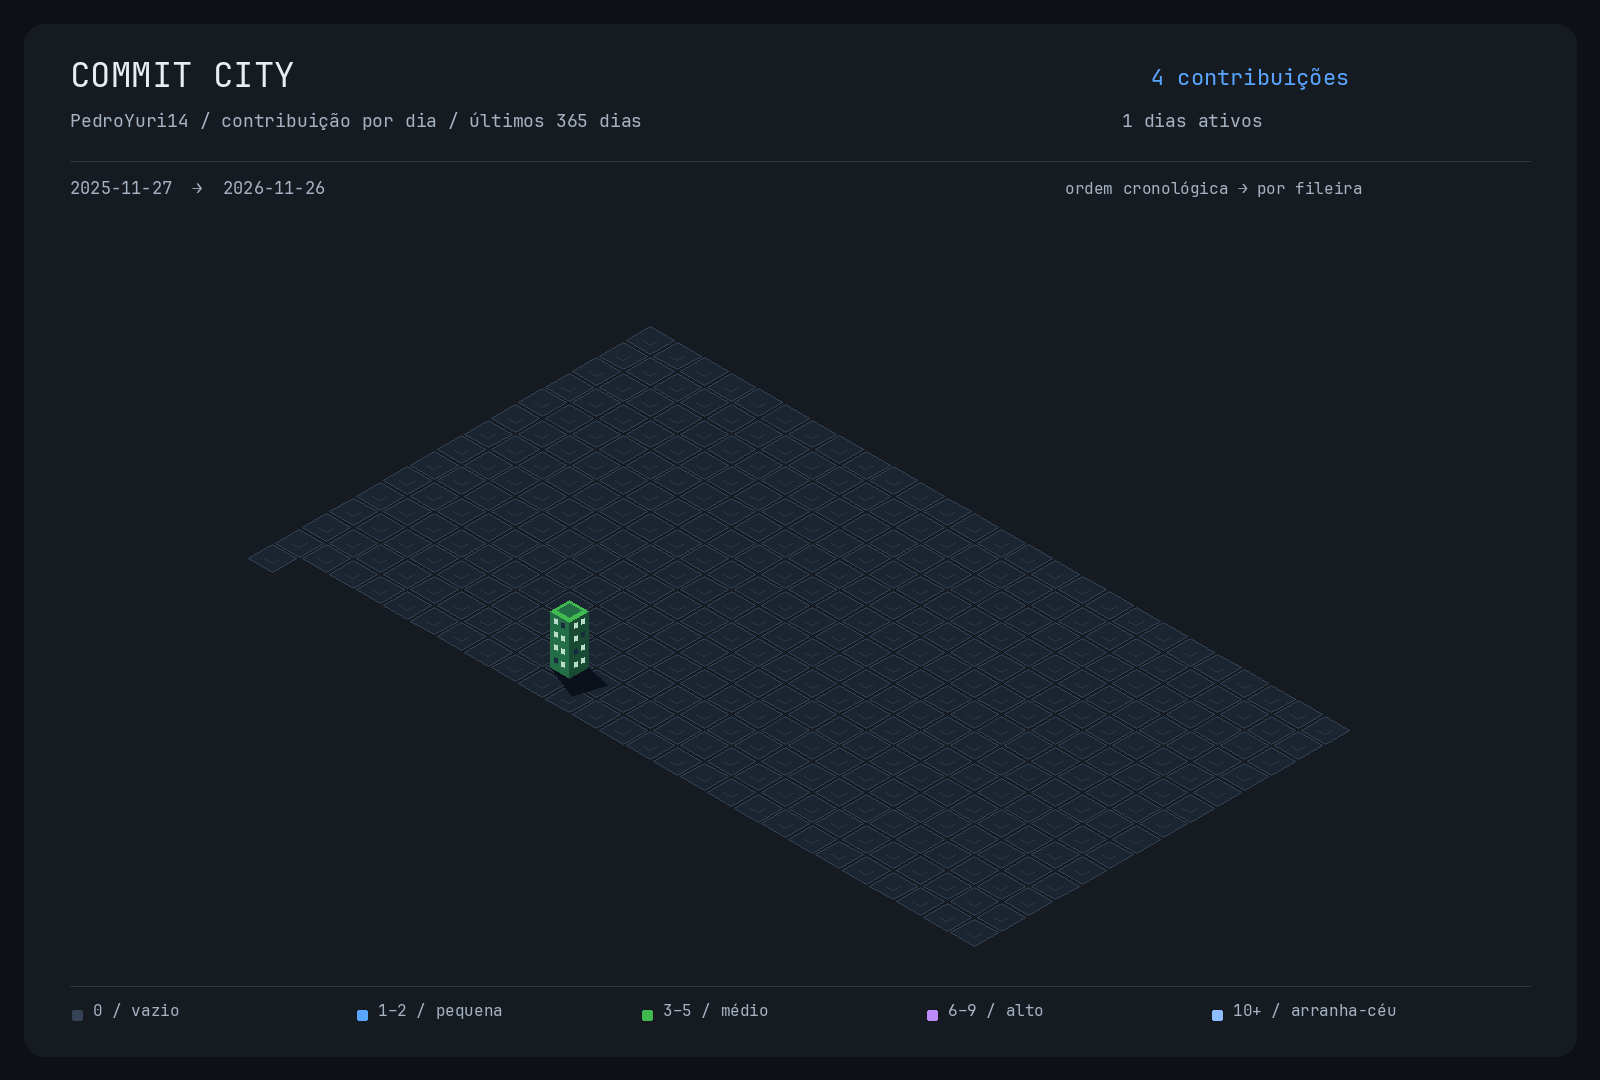 COMMIT CITY
4 contribuições
PedroYuri14 / contribuição por dia / últimos 365 dias
1 dias ativos
2025-11-27 → 2026-11-26
ordem cronológica → por fileira
0 / vazio
1–2 / pequena
3–5 / médio
6–9 / alto
10+ / arranha-céu